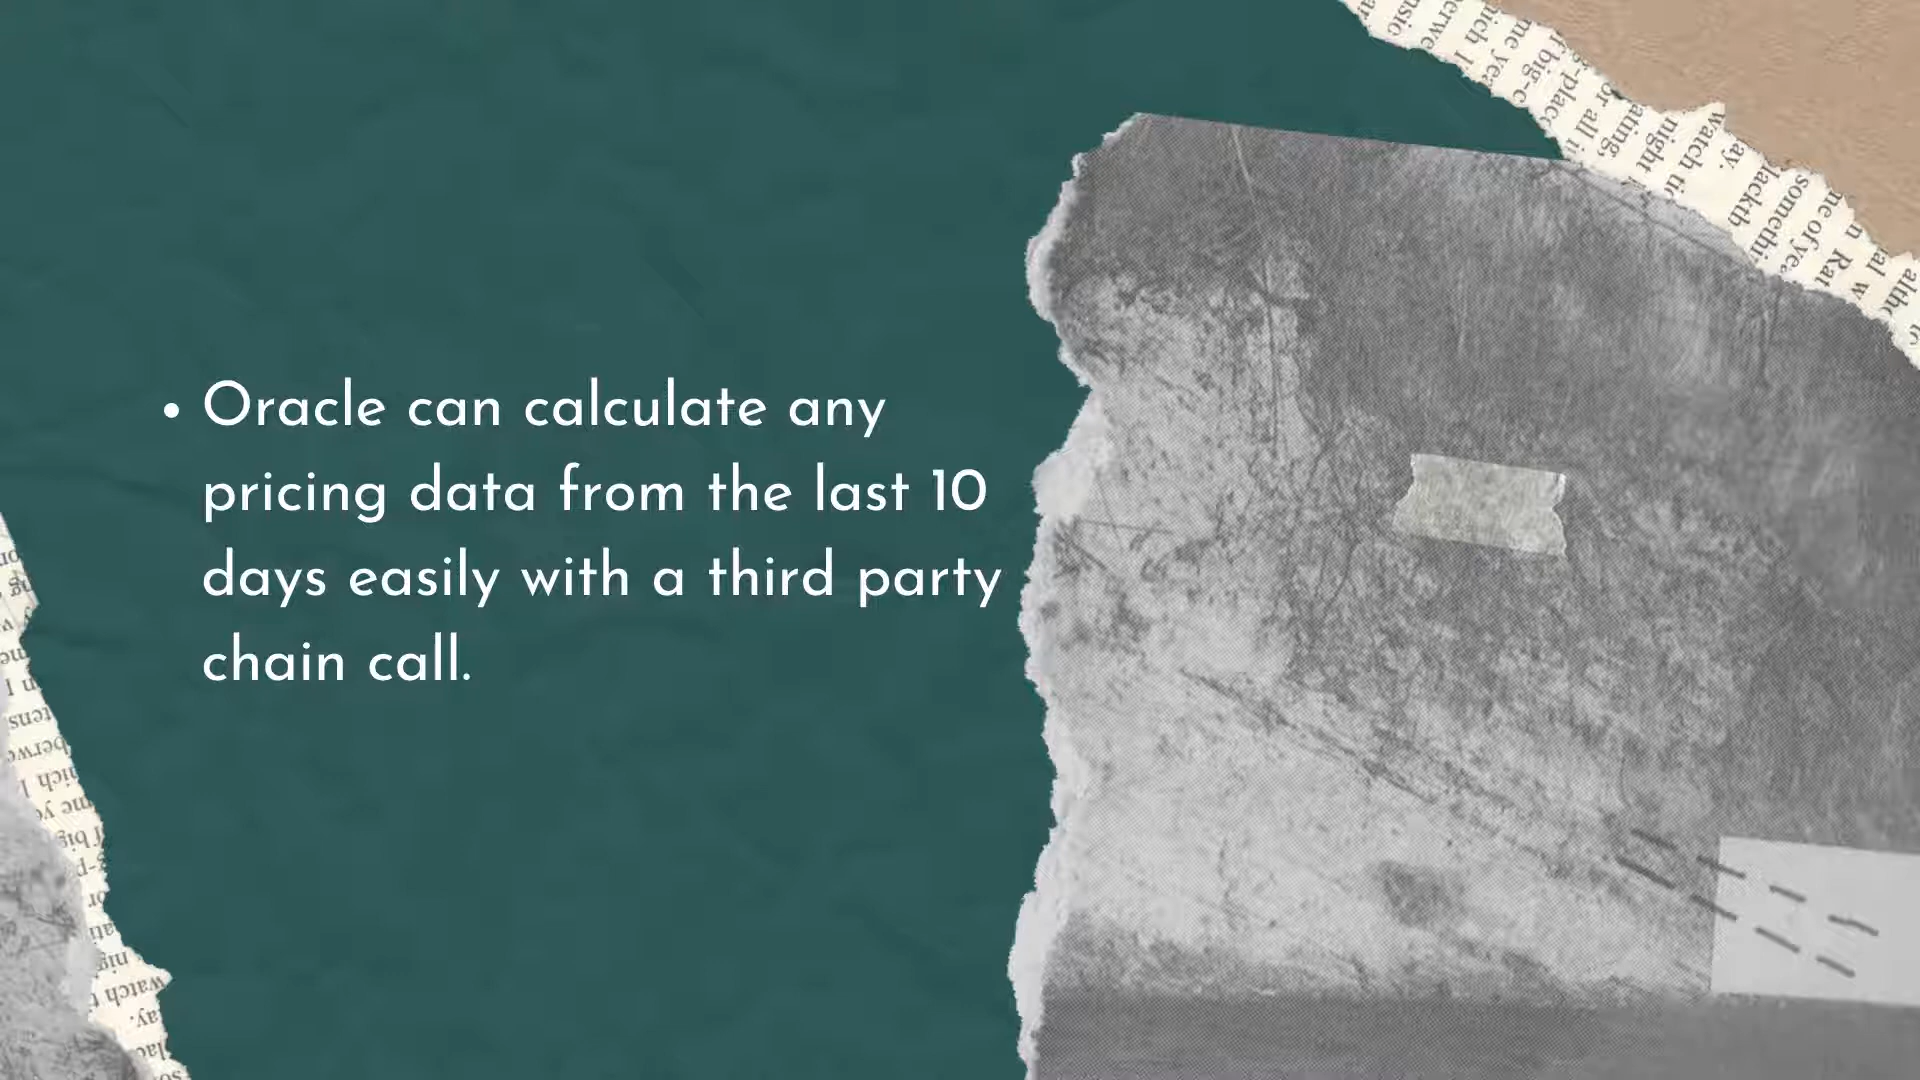 • Oracle can calculate any
pricing data from the last 10
days easily with a third party
chain call.